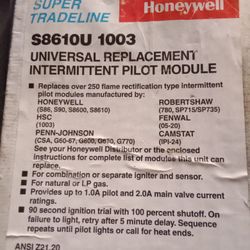 SUPER
TRADELINE
Honeywell
S8610U 1003
UNIVERSAL REPLACEMENT
INTERMITTENT PILOT MODULE
• Replaces over 250 flame rectification type intermittent
pilot modules manufactured by:
HONEYWELL
(S86, S90, S8600, S8610)
HSC
(1003)
PENN-JOHNSON
(CSA, G60-67, G600, G670, G770)
ROBERTSHAW
(780, SP715/SP735)
FENWAL
(05-20)
CAMSTAT
(IPI-24)
See your Honeywell Distributor or the enclosed
Instructions for complete list of modules this unit can
replace.
• For combination or separate igniter and sensor.
• For natural or LP gas.
• Provides up to 1.0A pilot and 2.0A main valve current
ratings.
• 90 second ignition trial with 100 percent shutoff. On
failure to light, retry after 5 minute delay. Sequence
repeats until pilot lights or call for heat ends.
ANSI Z21.20